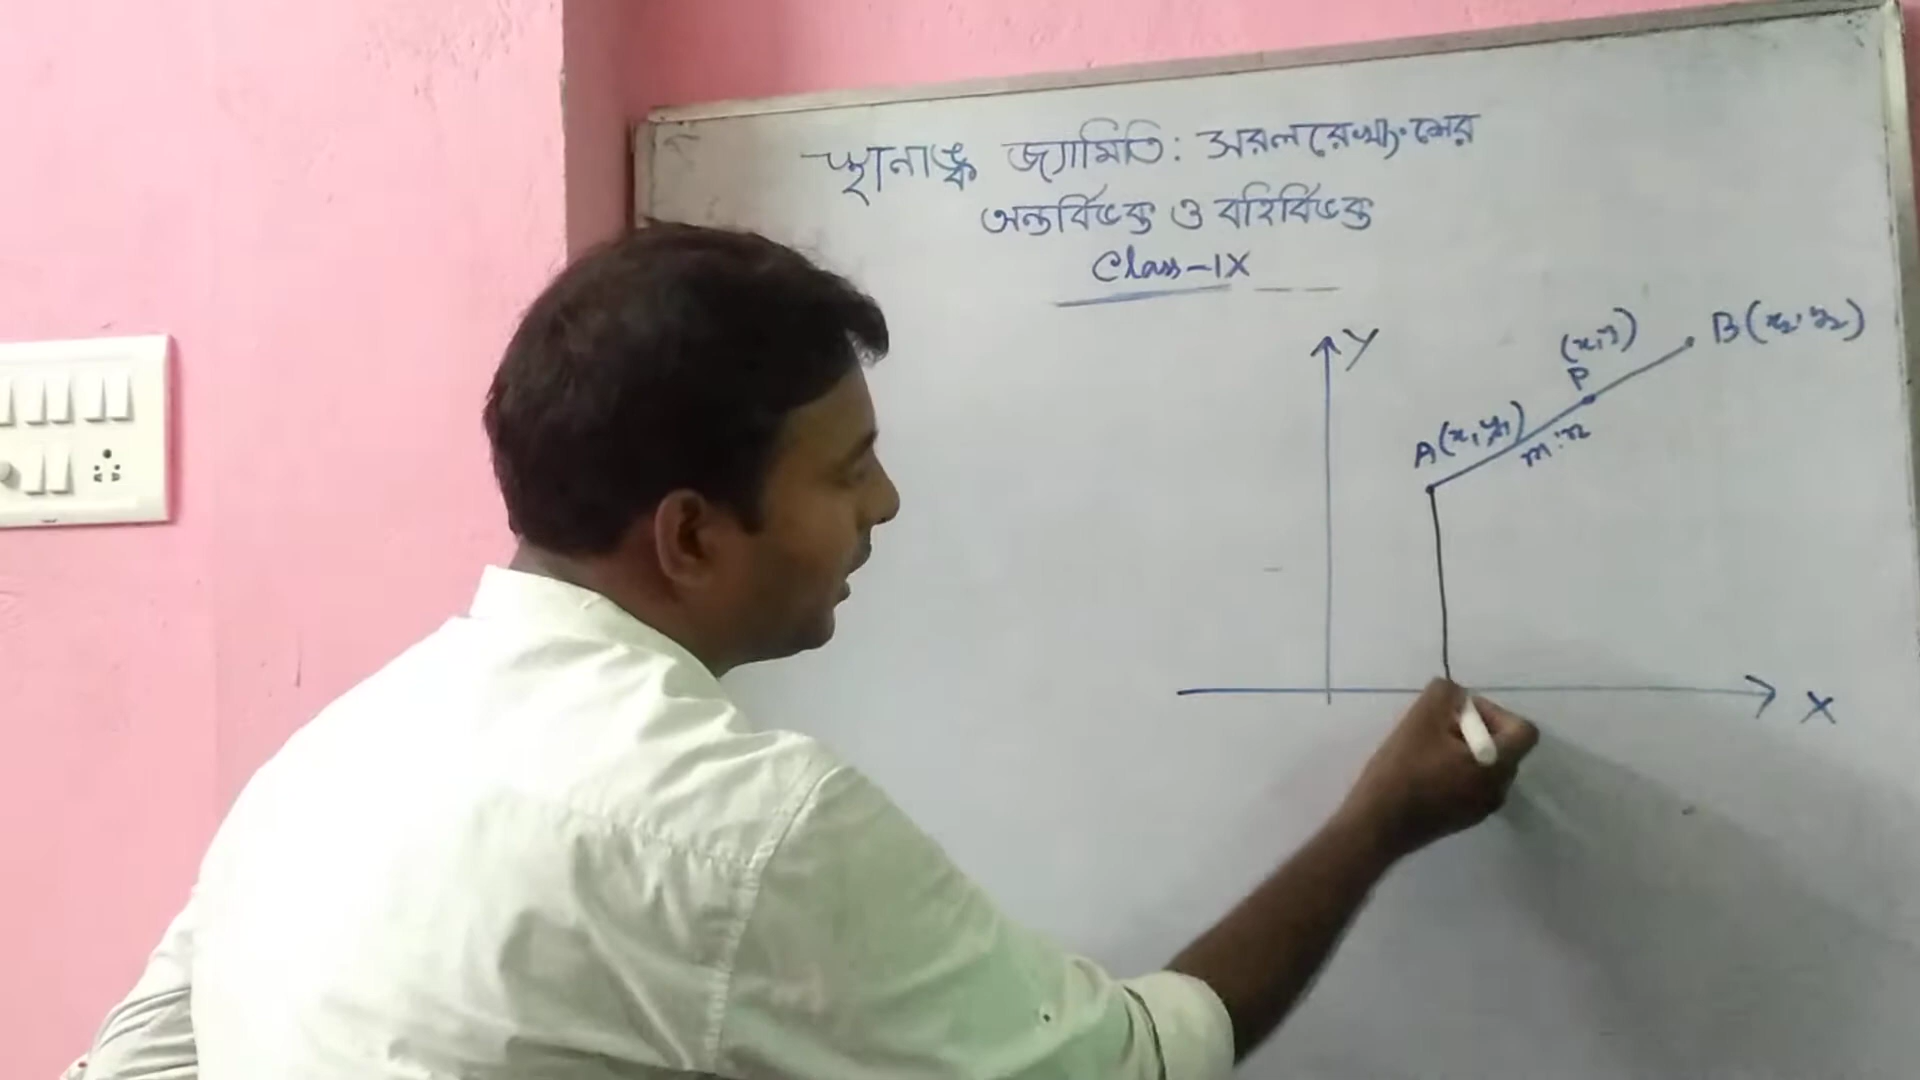 স্থানাঙ্ক জ্যামিতি: সরলরেখাংশের
অন্তর্বিভক্ত ও বহির্বিভক্ত
Class-IX
Y
B(x₂, y₂)
(x,y)
P
A(x₁,y₁)
m:n
X